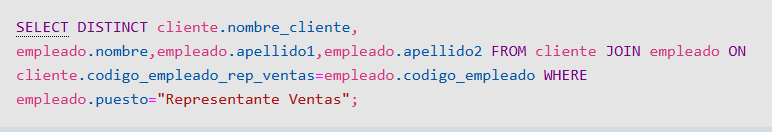 SELECT DISTINCT cliente.nombre_cliente,
empleado.nombre,empleado.apellido1,empleado.apellido2 FROM cliente JOIN empleado ON
cliente.codigo_empleado_rep_ventas=empleado.codigo_empleado WHERE
empleado.puesto="Representante Ventas";